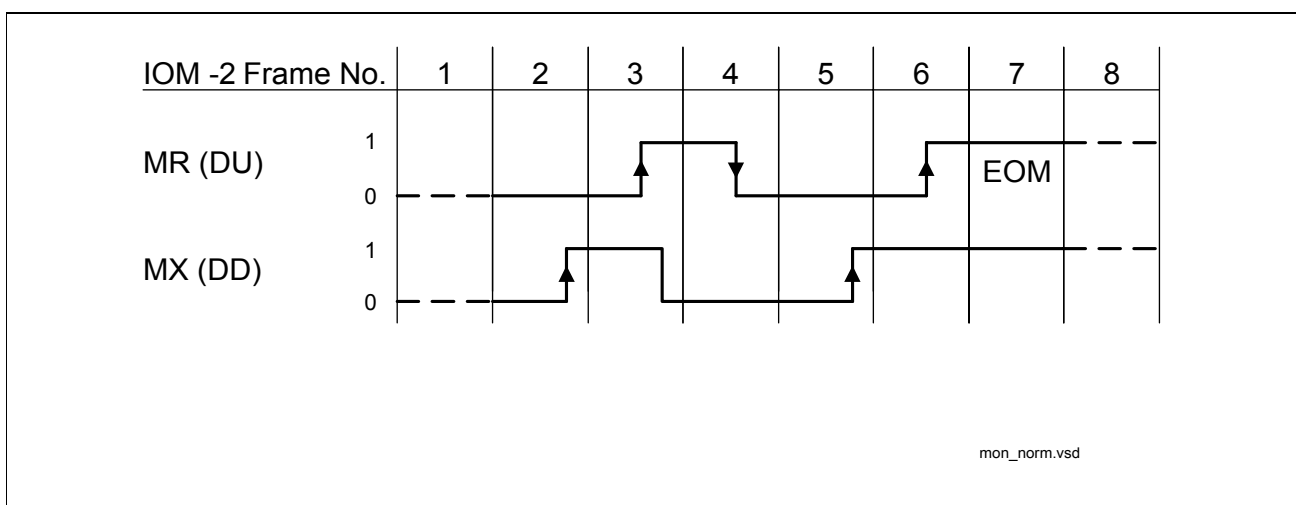 IOM -2 Frame No. 1 2 3 4 5 6 7 8
1
MR (DU)
EOM
0
1
MX (DD)
0
mon_norm.vsd